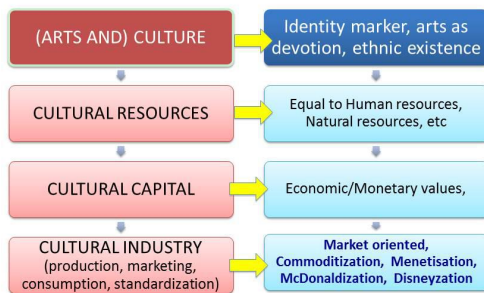 (ARTS AND) CULTURE
Identity marker, arts as
devotion, ethnic existence
CULTURAL RESOURCES
Equal to Human resources,
Natural resources, etc
CULTURAL CAPITAL
Economic/Monetary values,
CULTURAL INDUSTRY
(production, marketing,
consumption, standardization)
Market oriented,
Commoditization, Menetisation,
McDonaldization, Disneyzation